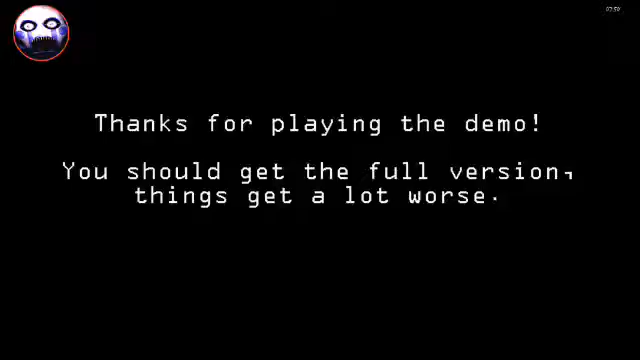 Thanks for playing the demo!
You should get the full version,
things get a lot worse.